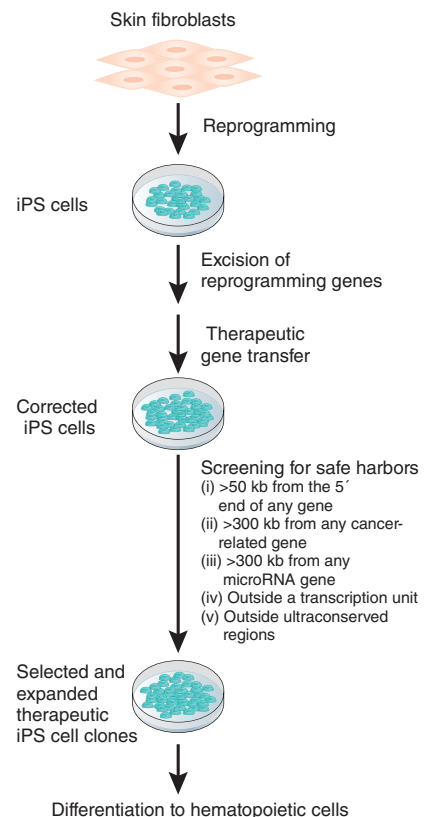 Skin fibroblasts
Reprogramming
iPS cells
Excision of
reprogramming genes
Therapeutic
gene transfer
Corrected
iPS cells
Screening for safe harbors
(i) >50 kb from the 5´
end of any gene
(ii) >300 kb from any cancer-
related gene
(iii) >300 kb from any
microRNA gene
(iv) Outside a transcription unit
(v) Outside ultraconserved
regions
Selected and
expanded
therapeutic
iPS cell clones
Differentiation to hematopoietic cells